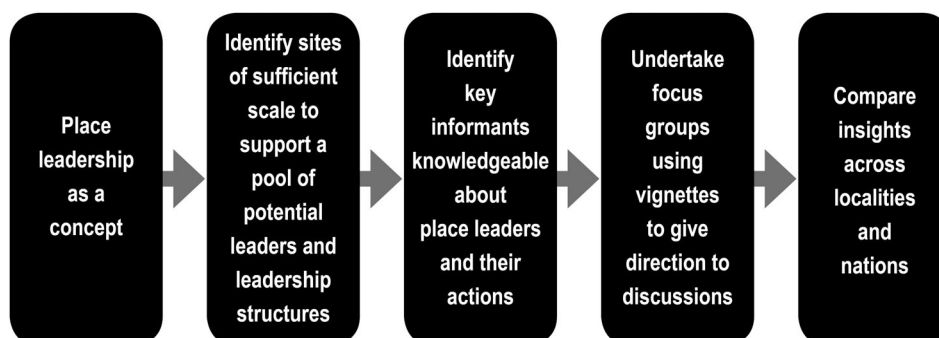 Place
leadership
as a
concept
Identify sites
of sufficient
scale to
support a
pool of
potential
leaders and
leadership
structures
Identify
key
informants
knowledgeable
about
place leaders
and their
actions
Undertake
focus
groups
using
vignettes
to give
direction to
discussions
Compare
insights
across
localities
and
nations